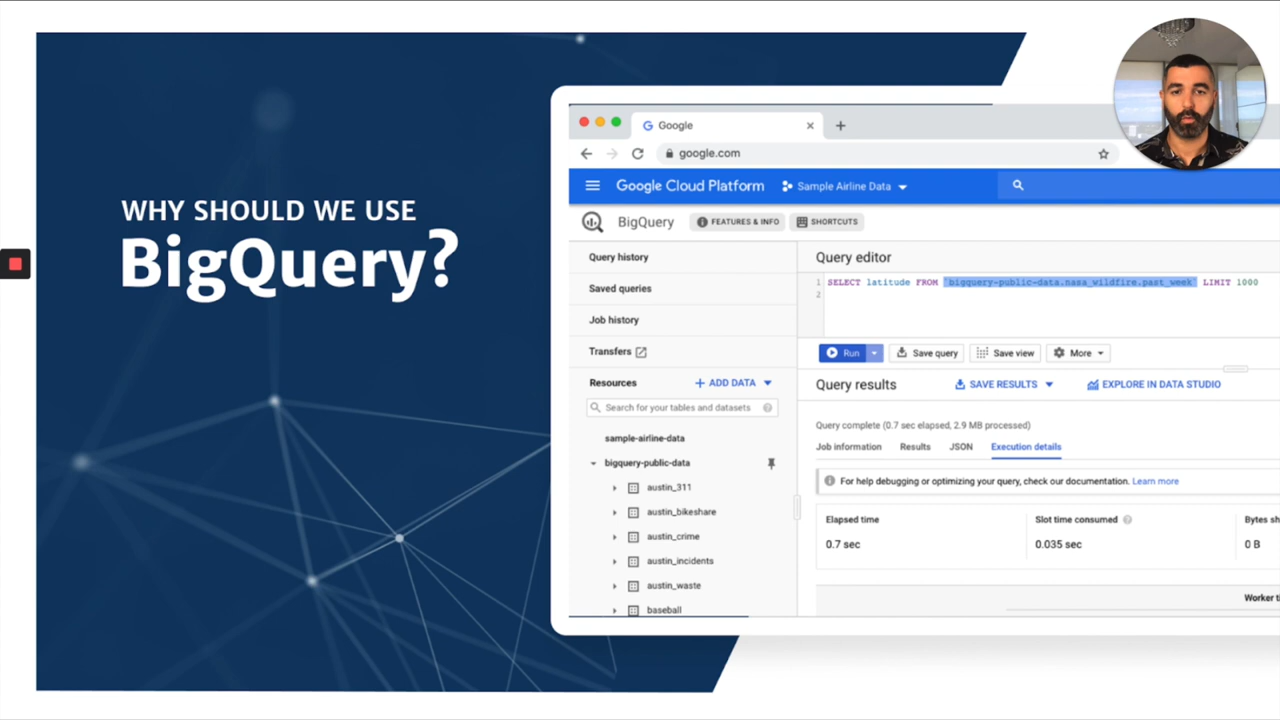 WHY SHOULD WE USE
BigQuery?
Google
google.com
Google Cloud Platform
Sample Airline Data
BigQuery
FEATURES & INFO
SHORTCUTS
Query history
Saved queries
Job history
Transfers
Resources
ADD DATA
Search for your tables and datasets
sample-airline-data
bigquery-public-data
austin_311
austin_bikeshare
austin_crime
austin_incidents
austin_waste
baseball
Query editor
1 SELECT latitude FROM `bigquery-public-data.nasa_wildfire.past_week` LIMIT 1000
2
Run
Save query
Save view
More
Query results
SAVE RESULTS
EXPLORE IN DATA STUDIO
Query complete (0.7 sec elapsed, 2.9 MB processed)
Job information Results JSON Execution details
For help debugging or optimizing your query, check our documentation. Learn more
Elapsed time
0.7 sec
Slot time consumed
0.035 sec
Bytes sh
0 B
Worker ti